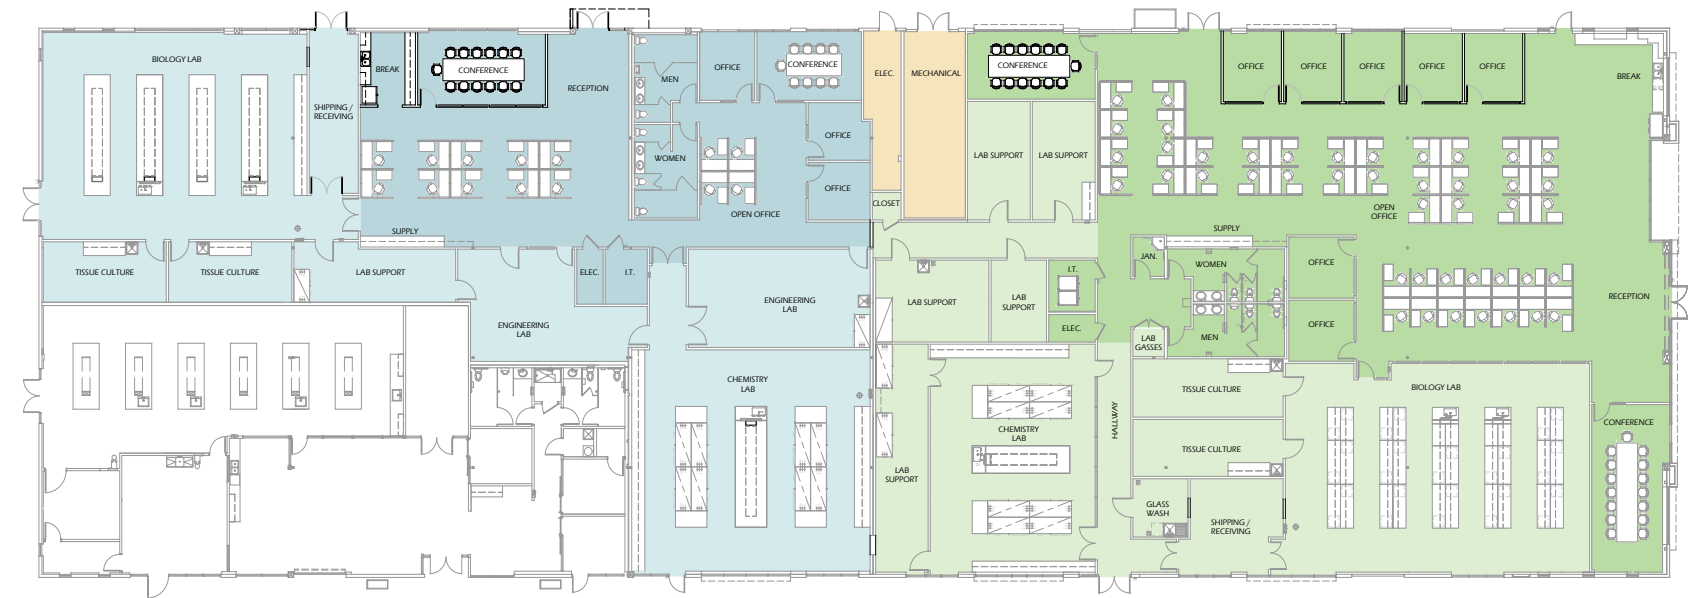 BIOLOGY LAB
SHIPPING /
RECEIVING
BREAK
CONFERENCE
RECEPTION
MEN
WOMEN
OFFICE
CONFERENCE
OFFICE
OFFICE
OPEN OFFICE
SUPPLY
TISSUE CULTURE
TISSUE CULTURE
LAB SUPPORT
ELEC.
I.T.
ENGINEERING
LAB
ENGINEERING
LAB
CHEMISTRY
LAB
ELEC.
MECHANICAL
CLOSET
CONFERENCE
LAB SUPPORT
LAB SUPPORT
OFFICE
OFFICE
OFFICE
OFFICE
OFFICE
BREAK
OPEN
OFFICE
SUPPLY
JAN.
WOMEN
MEN
OFFICE
OFFICE
RECEPTION
LAB SUPPORT
LAB
SUPPORT
I.T.
ELEC.
LAB
GASSES
TISSUE CULTURE
TISSUE CULTURE
HALLWAY
CHEMISTRY
LAB
LAB
SUPPORT
GLASS
WASH
SHIPPING /
RECEIVING
BIOLOGY LAB
CONFERENCE